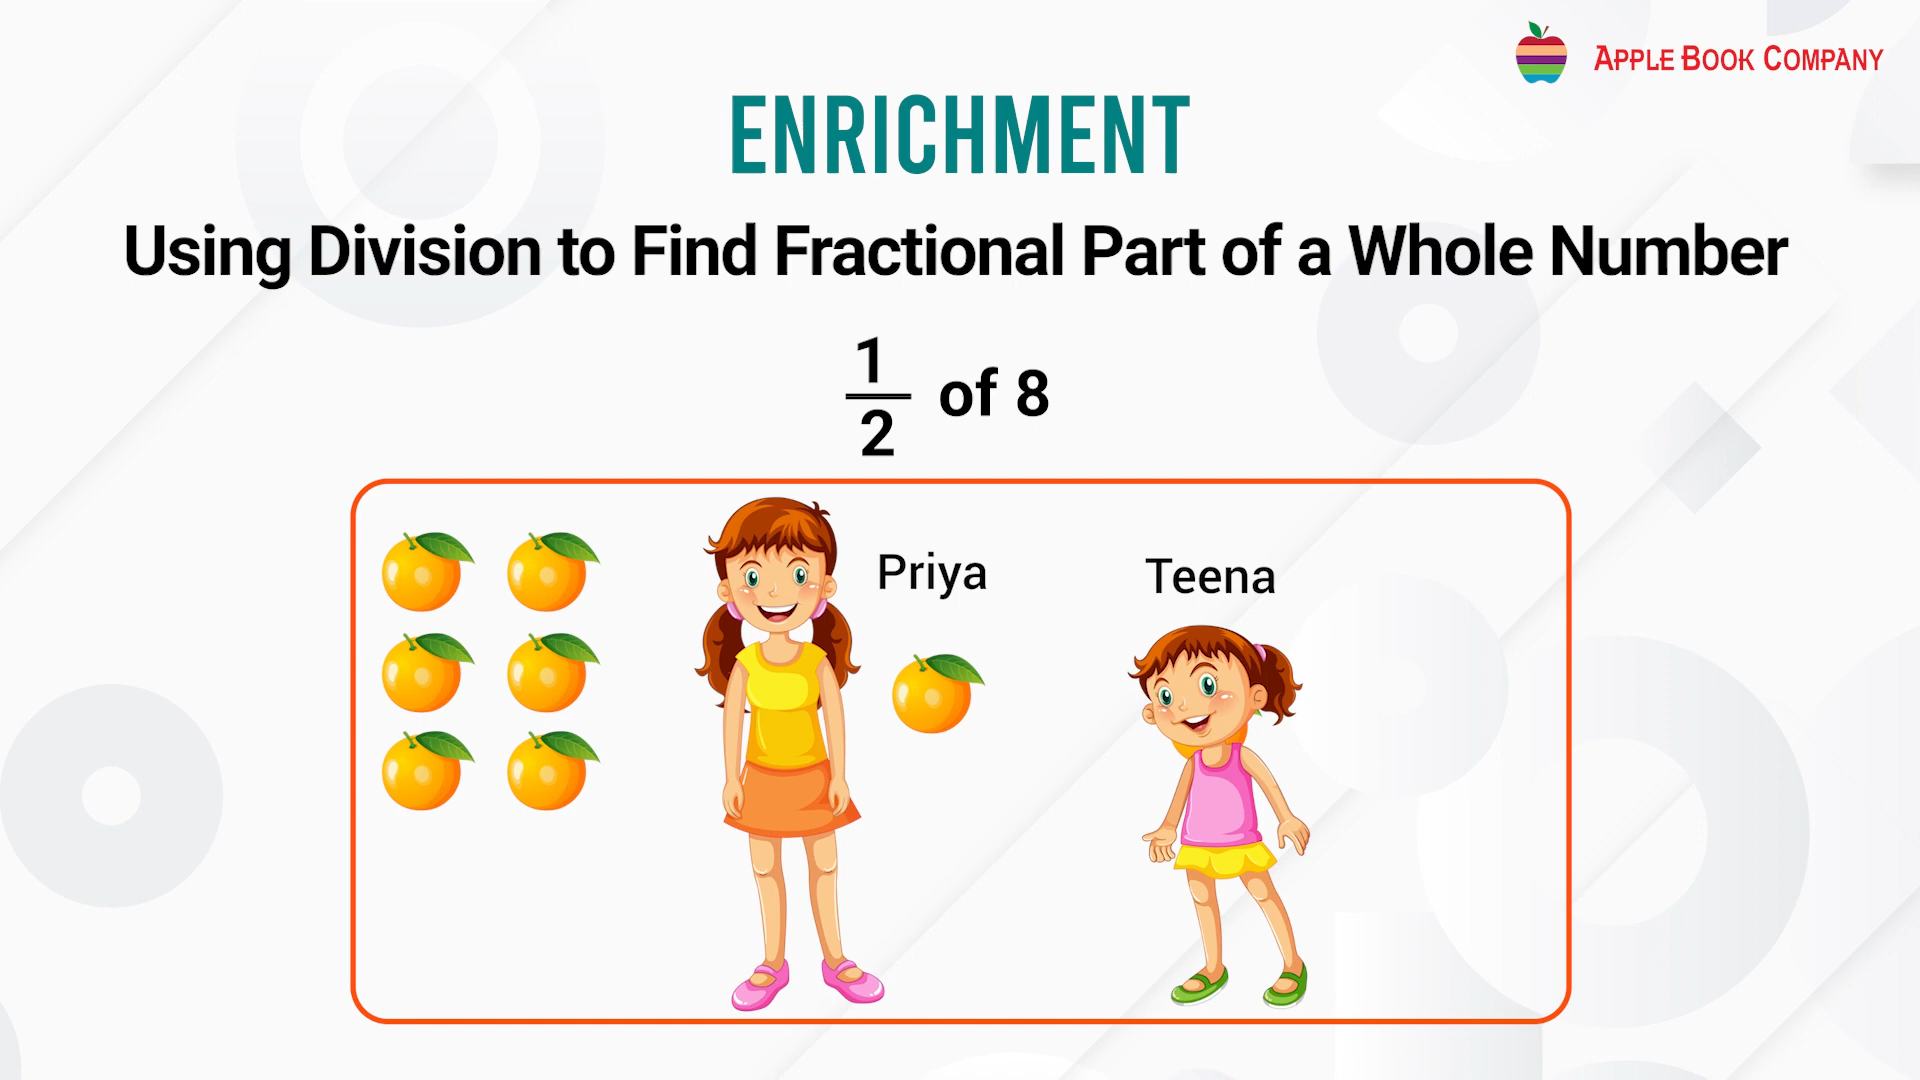 APPLE BOOK COMPANY
ENRICHMENT
Using Division to Find Fractional Part of a Whole Number
1
2 of 8
Priya
Teena